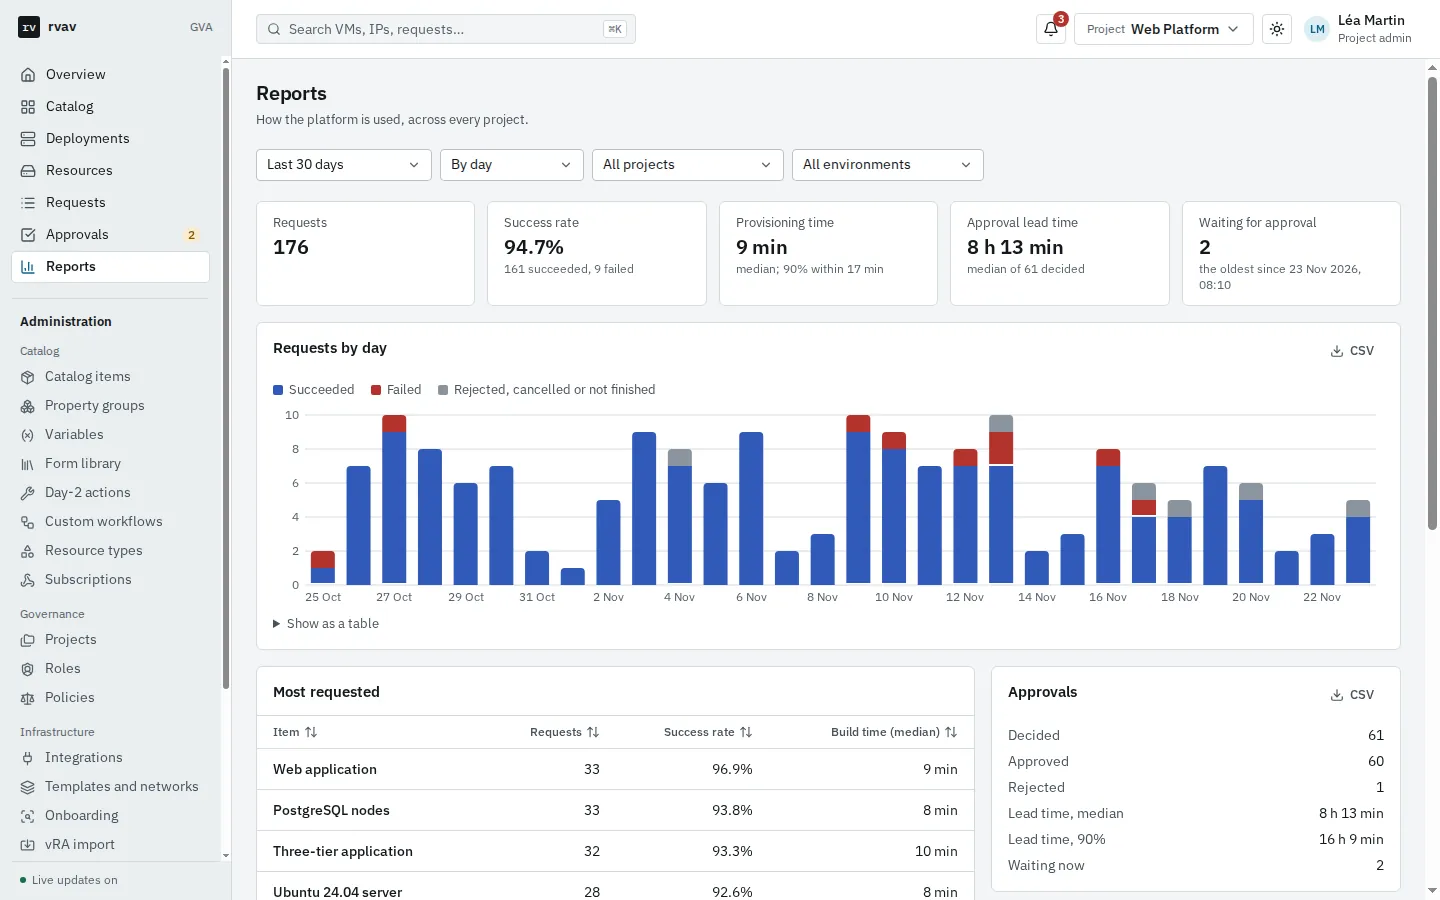 rv rvav GVA
Search VMs, IPs, requests... ⌘K
3
Project Web Platform
LM
Léa Martin
Project admin
Overview
Catalog
Deployments
Resources
Requests
Approvals 2
Reports
Administration
Catalog
Catalog items
Property groups
Variables
Form library
Day-2 actions
Custom workflows
Resource types
Subscriptions
Governance
Projects
Roles
Policies
Infrastructure
Integrations
Templates and networks
Onboarding
vRA import
Live updates on
Reports
How the platform is used, across every project.
Last 30 days By day All projects All environments
Requests
176
Success rate
94.7%
161 succeeded, 9 failed
Provisioning time
9 min
median; 90% within 17 min
Approval lead time
8 h 13 min
median of 61 decided
Waiting for approval
2
the oldest since 23 Nov 2026,
08:10
Requests by day CSV
Succeeded Failed Rejected, cancelled or not finished
10
8
6
4
2
0
25 Oct 27 Oct 29 Oct 31 Oct 2 Nov 4 Nov 6 Nov 8 Nov 10 Nov 12 Nov 14 Nov 16 Nov 18 Nov 20 Nov 22 Nov
Show as a table
Most requested
Item Requests Success rate Build time (median)
Web application 33 96.9% 9 min
PostgreSQL nodes 33 93.8% 8 min
Three-tier application 32 93.3% 10 min
Ubuntu 24.04 server 28 92.6% 8 min
Approvals CSV
Decided 61
Approved 60
Rejected 1
Lead time, median 8 h 13 min
Lead time, 90% 16 h 9 min
Waiting now 2